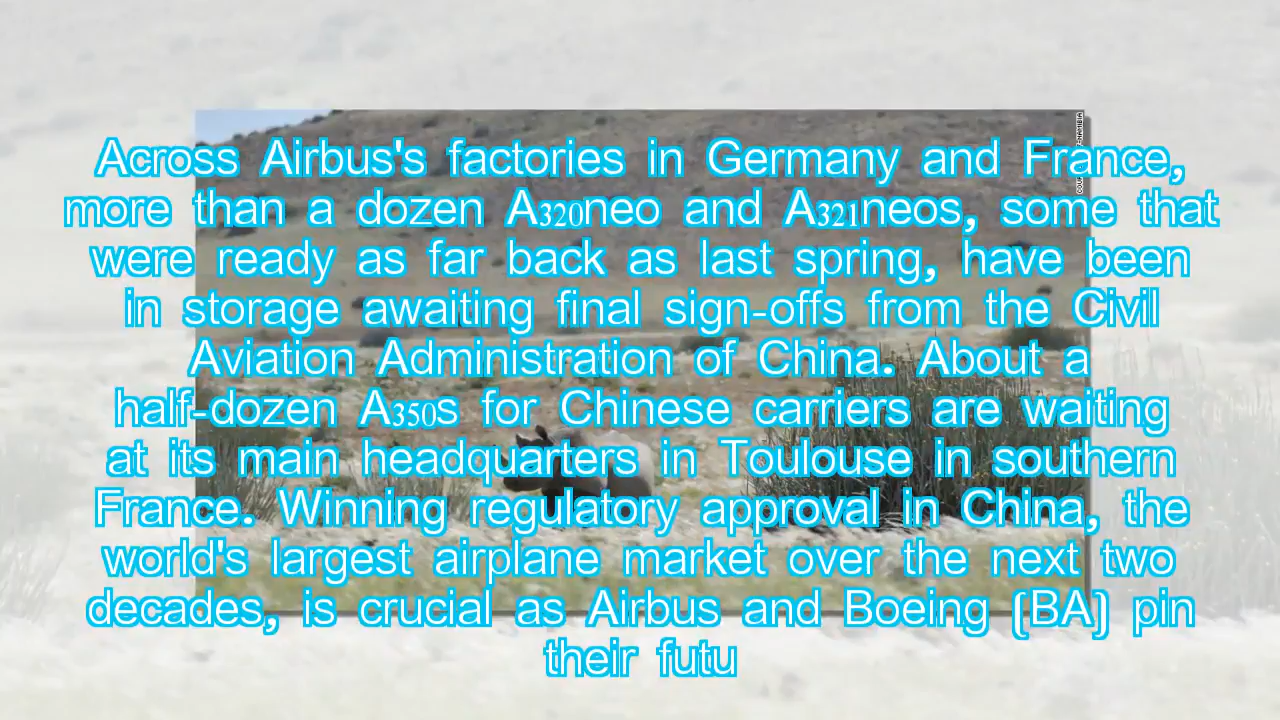 Across Airbus's factories in Germany and France,
more than a dozen A320neo and A321neos, some that
were ready as far back as last spring, have been
in storage awaiting final sign-offs from the Civil
Aviation Administration of China. About a
half-dozen A350s for Chinese carriers are waiting
at its main headquarters in Toulouse in southern
France. Winning regulatory approval in China, the
world's largest airplane market over the next two
decades, is crucial as Airbus and Boeing (BA) pin
their futu